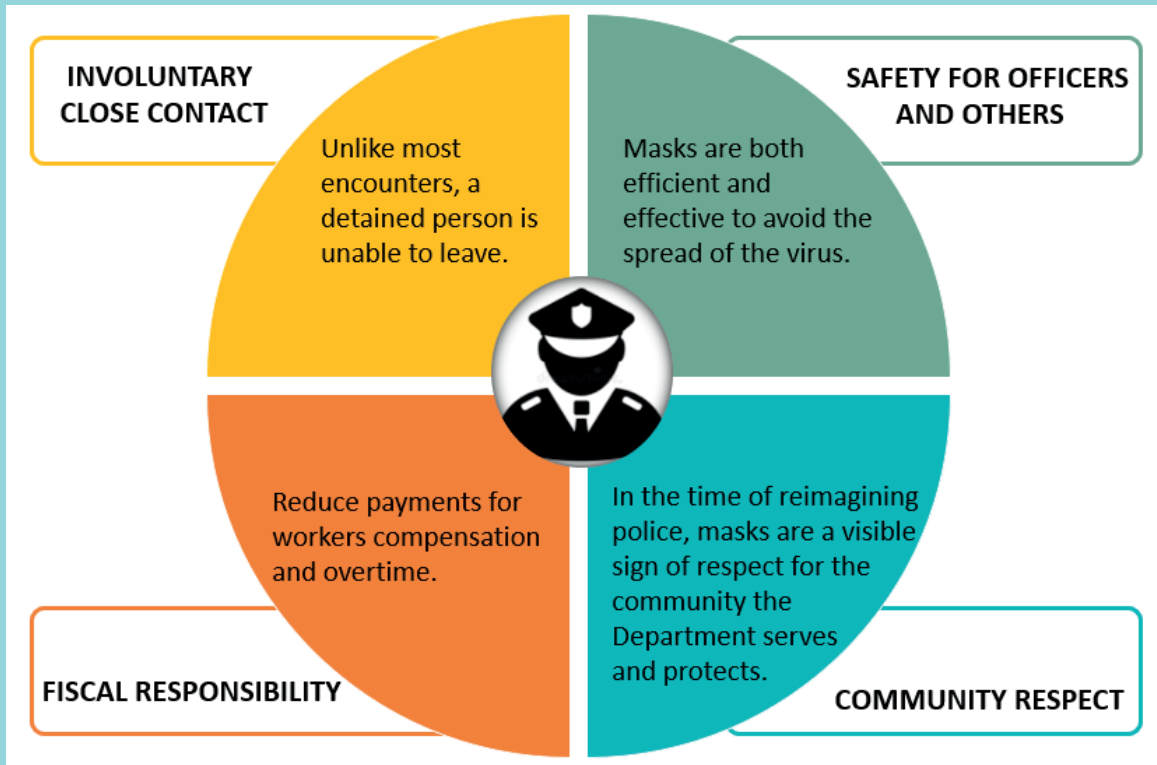 INVOLUNTARY
CLOSE CONTACT
Unlike most
encounters, a
detained person is
unable to leave.
SAFETY FOR OFFICERS
AND OTHERS
Masks are both
efficient and
effective to avoid the
spread of the virus.
Reduce payments for
workers compensation
and overtime.
FISCAL RESPONSIBILITY
In the time of reimagining
police, masks are a visible
sign of respect for the
community the
Department serves
and protects.
COMMUNITY RESPECT